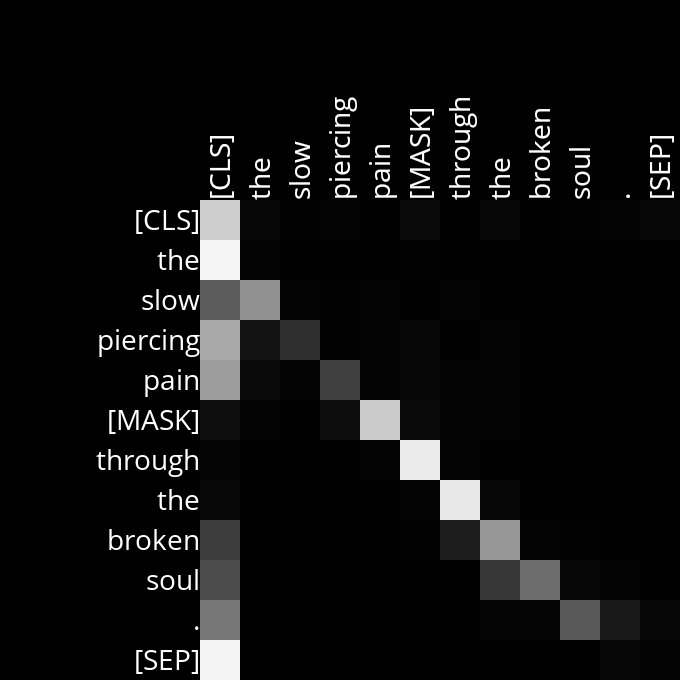 [CLS]
the
slow
piercing
pain
[MASK]
through
the
broken
soul
.
[SEP]
[CLS]
the
slow
piercing
pain
[MASK]
through
the
broken
soul
.
[SEP]